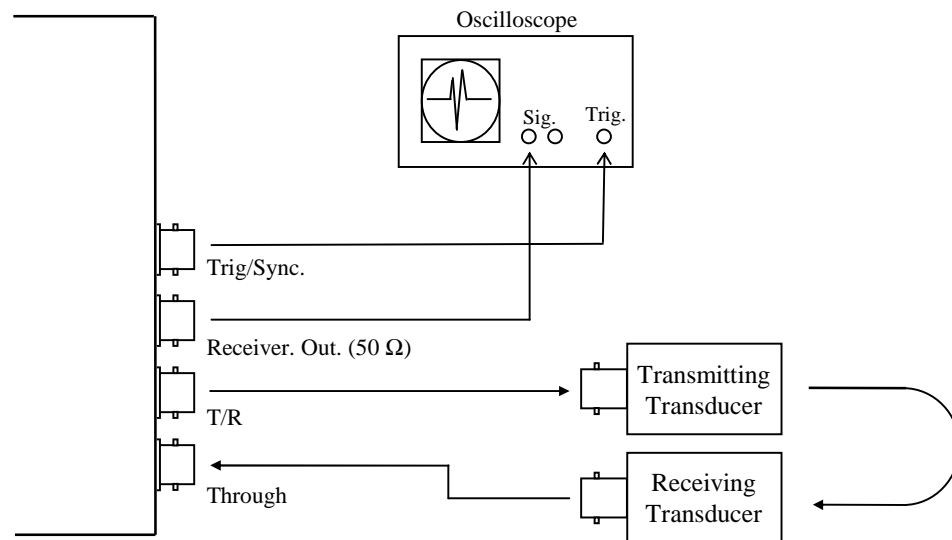 Oscilloscope
Sig.
Trig.
Trig/Sync.
Receiver. Out. (50 Ω)
T/R
Through
Transmitting
Transducer
Receiving
Transducer